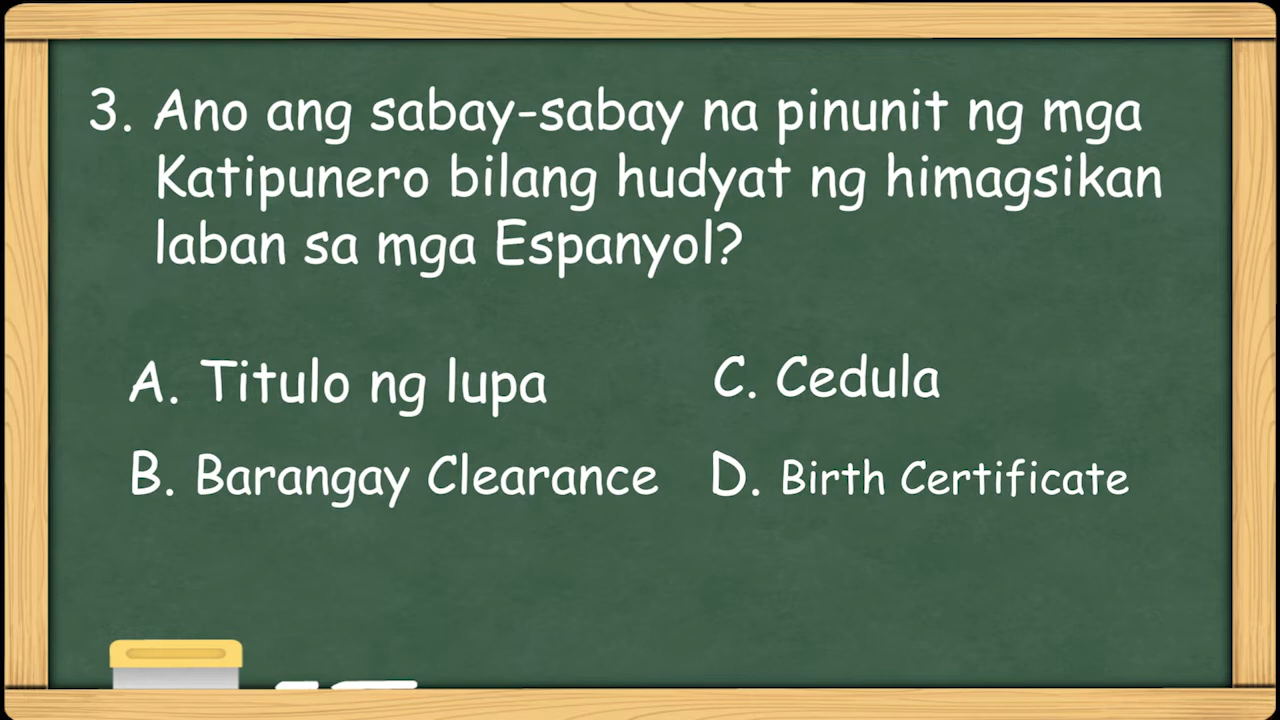 3. Ano ang sabay-sabay na pinunit ng mga
Katipunero bilang hudyat ng himagsikan
laban sa mga Espanyol?
A. Titulo ng lupa
C. Cedula
B. Barangay Clearance
D. Birth Certificate